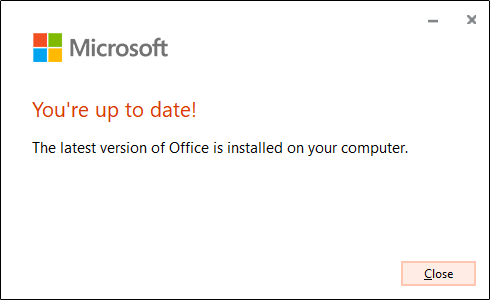 Microsoft
You're up to date!
The latest version of Office is installed on your computer.
Close